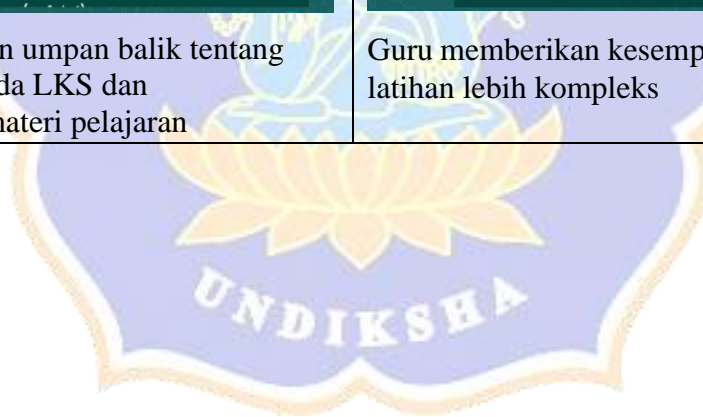 n umpan balik tentang
da LKS dan
nateri pelajaran
Guru memberikan kesemp
latihan lebih kompleks
UNDIKSHA